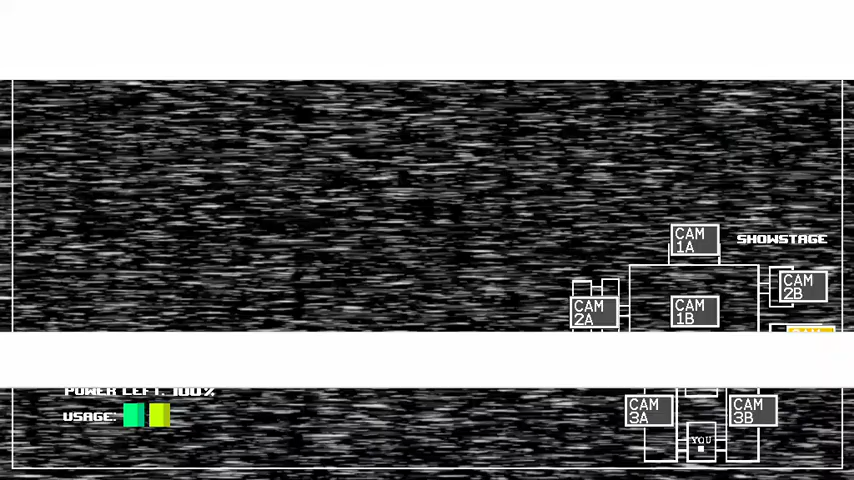 CAM
1A
SHOWSTAGE
CAM
2B
CAM
2A
CAM
1B
POWER LEFT: 100%
USAGE:
CAM
3A
CAM
3B
YOU